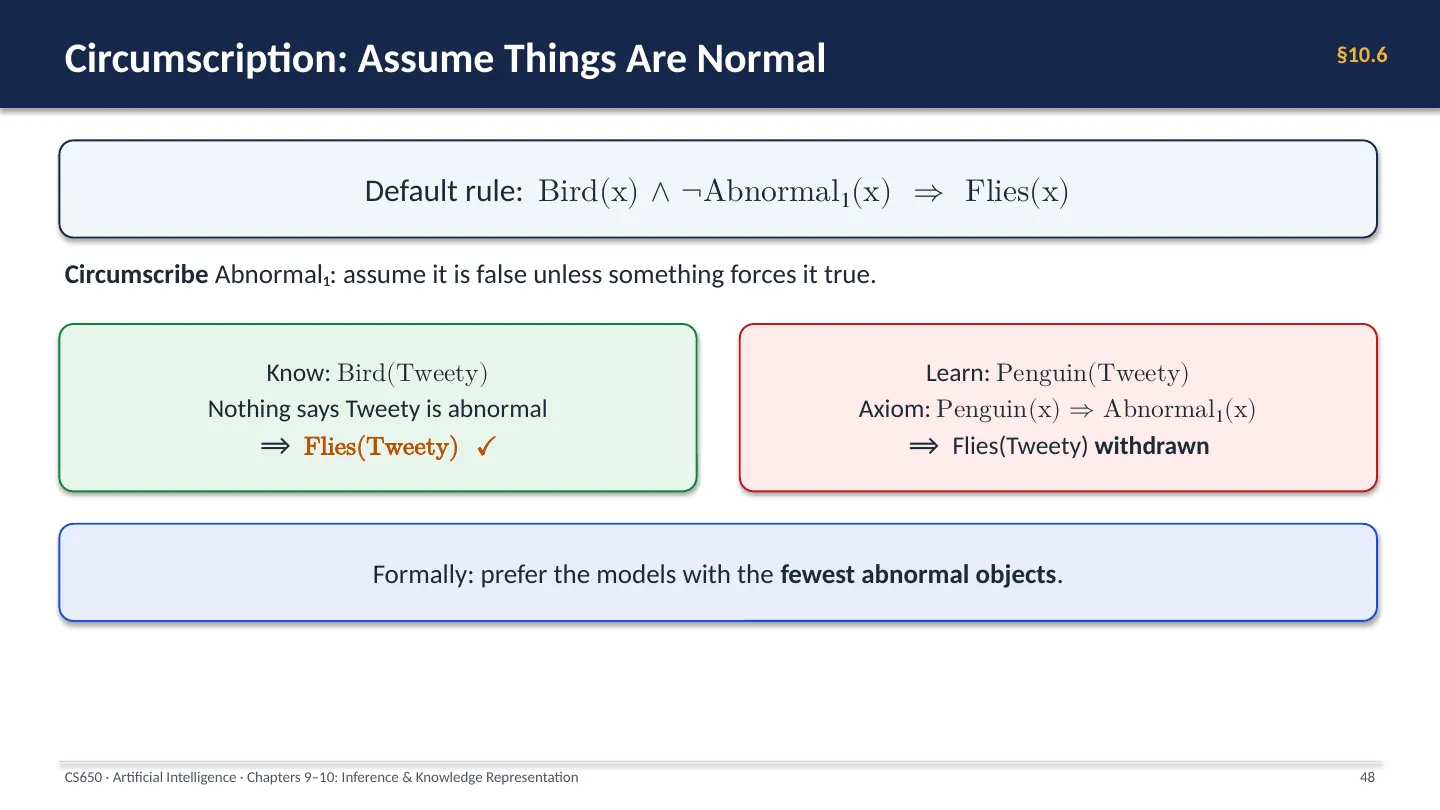 Circumscription: Assume Things Are Normal
§10.6
Default rule: Bird(x) ∧ ¬Abnormal₁(x) ⇒ Flies(x)
Circumscribe Abnormal₁: assume it is false unless something forces it true.
Know: Bird(Tweety)
Nothing says Tweety is abnormal
⟹ Flies(Tweety) ✓
Learn: Penguin(Tweety)
Axiom: Penguin(x) ⇒ Abnormal₁(x)
⟹ Flies(Tweety) withdrawn
Formally: prefer the models with the fewest abnormal objects.
CS650 · Artificial Intelligence · Chapters 9–10: Inference & Knowledge Representation
48